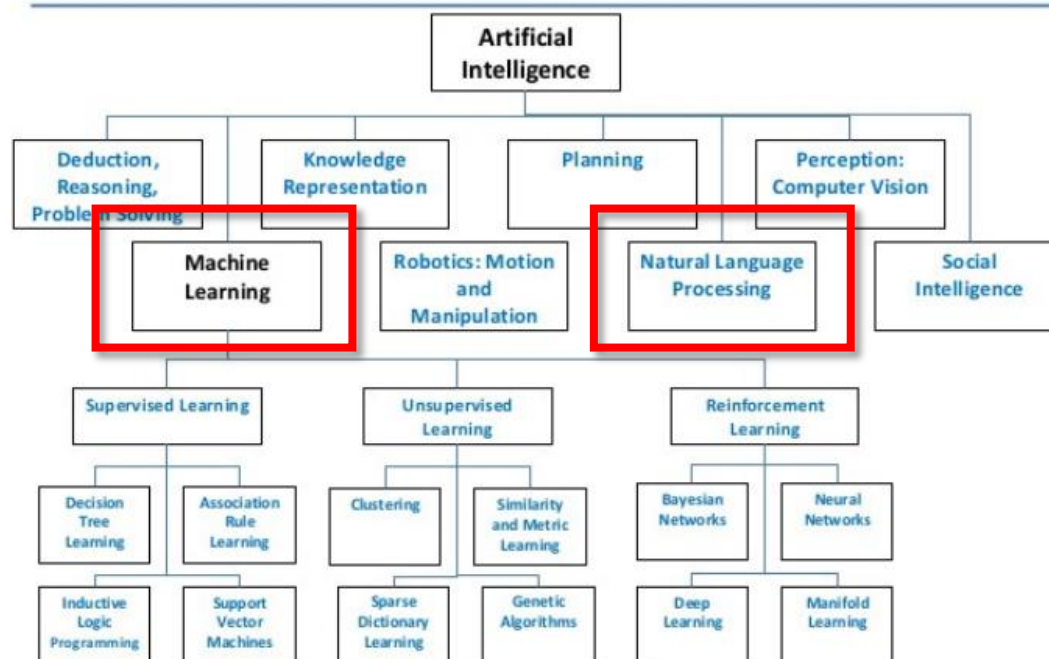 Artificial
Intelligence
Deduction,
Reasoning,
Problem Solving
Knowledge
Representation
Planning
Perception:
Computer Vision
Machine
Learning
Robotics: Motion
and
Manipulation
Natural Language
Processing
Social
Intelligence
Supervised Learning
Unsupervised
Learning
Reinforcement
Learning
Decision
Tree
Learning
Association
Rule
Learning
Clustering
Similarity
and Metric
Learning
Bayesian
Networks
Neural
Networks
Inductive
Logic
Programming
Support
Vector
Machines
Sparse
Dictionary
Learning
Genetic
Algorithms
Deep
Learning
Manifold
Learning